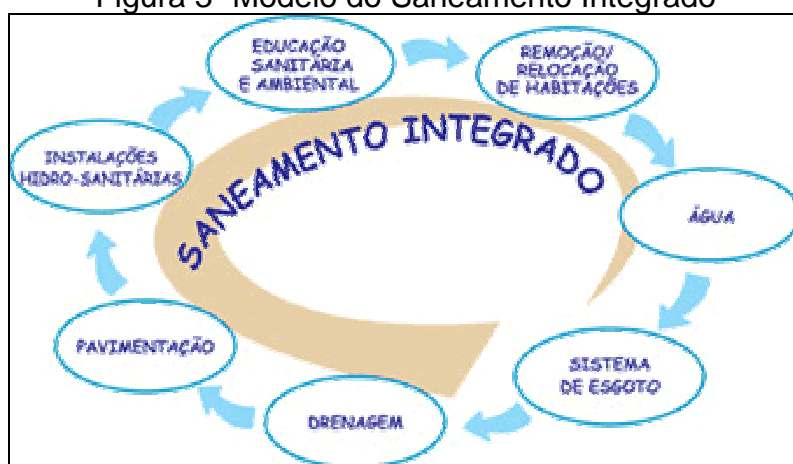 Figura 3- Modelo do Saneamento Integrado
EDUCAÇÃO
SANITÁRIA
E AMBIENTAL
REMOÇÃO/
RELOCAÇÃO
DE HABITAÇÕES
SANEAMENTO INTEGRADO
INSTALAÇÕES
HIDRO-SANITÁRIAS
ÁGUA
PAVIMENTAÇÃO
SISTEMA
DE ESGOTO
DRENAGEM